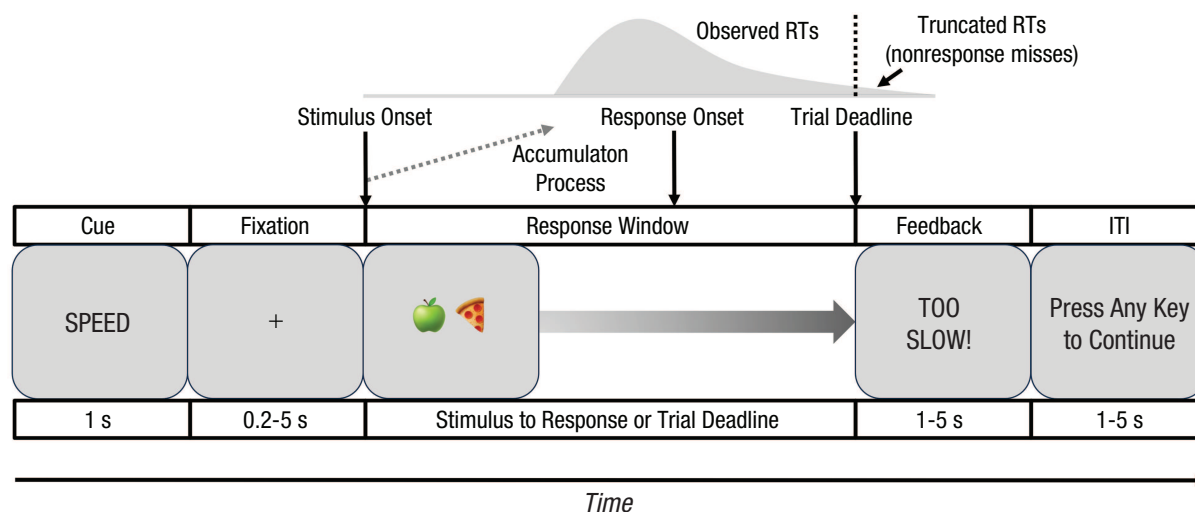 Observed RTs
Truncated RTs
(nonresponse misses)
Stimulus Onset
Response Onset
Trial Deadline
Accumulaton
Process
Cue
Fixation
Response Window
Feedback
ITI
SPEED
+
TOO
SLOW!
Press Any Key
to Continue
1 s
0.2-5 s
Stimulus to Response or Trial Deadline
1-5 s
1-5 s
Time